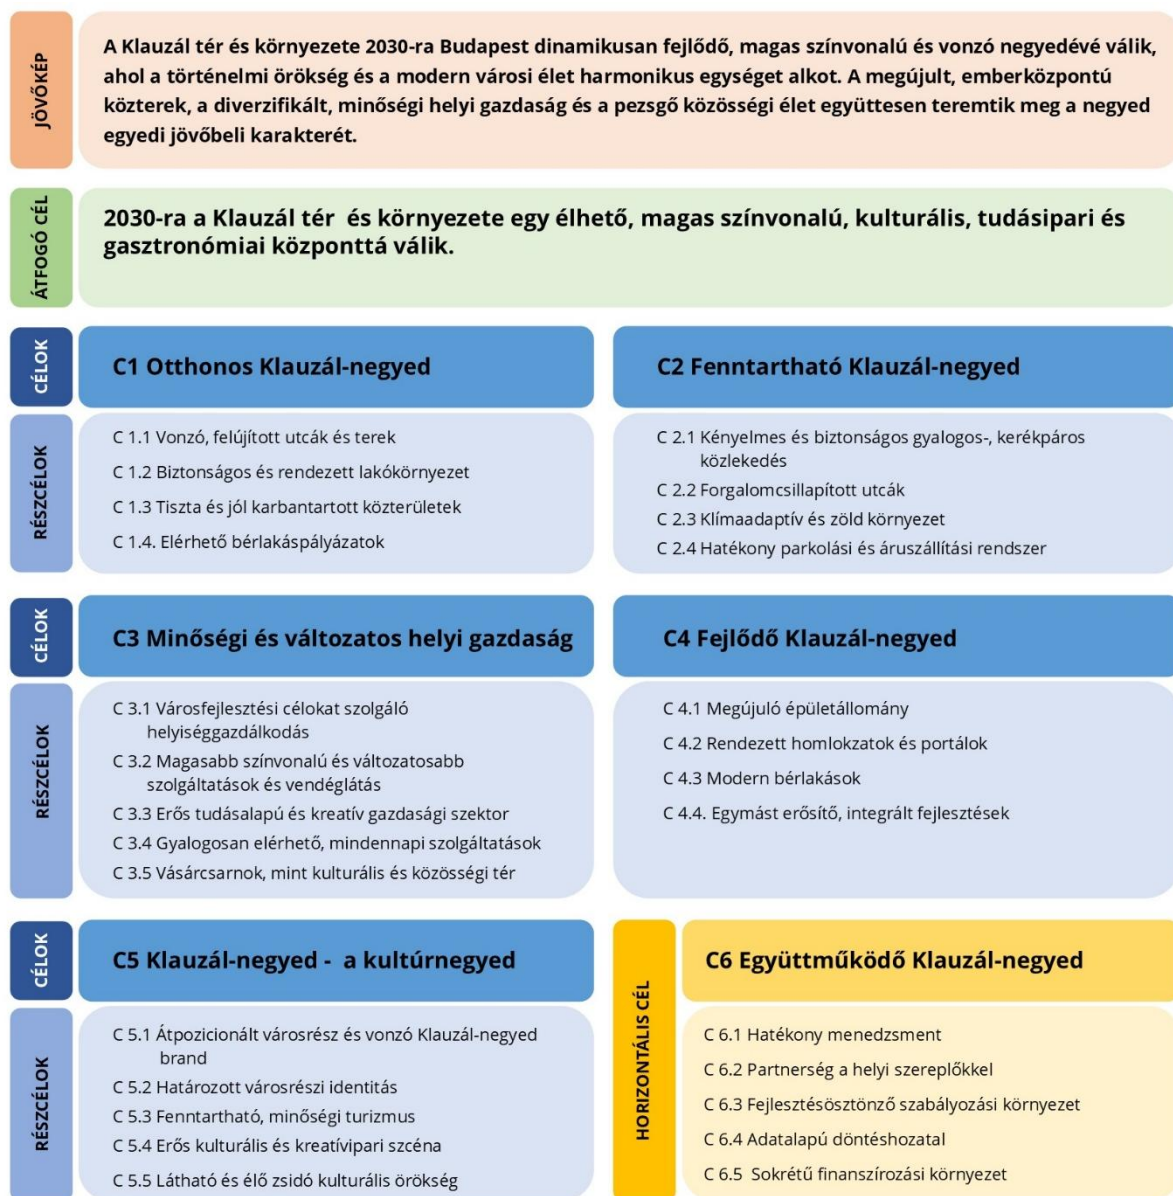 JÖVŐKÉP
A Klauzál tér és környezete 2030-ra Budapest dinamikusan fejlődő, magas színvonalú és vonzó negyedévé válik,
ahol a történelmi örökség és a modern városi élet harmonikus egységet alkot. A megújult, emberközpontú
közterek, a diverzifikált, minőségi helyi gazdaság és a pezsgő közösségi élet együttesen teremtik meg a negyed
egyedi jövőbeli karakterét.
ÁTFOGÓ CÉL
2030-ra a Klauzál tér és környezete egy élhető, magas színvonalú, kulturális, tudásipari és
gasztronómiai központtá válik.
CÉLOK
C1 Otthonos Klauzál-negyed
RÉSZCÉLOK
C 1.1 Vonzó, felújított utcák és terek
C 1.2 Biztonságos és rendezett lakókörnyezet
C 1.3 Tiszta és jól karbantartott közterületek
C 1.4. Elérhető bérlakáspályázatok
C2 Fenntartható Klauzál-negyed
C 2.1 Kényelmes és biztonságos gyalogos-, kerékpáros
közlekedés
C 2.2 Forgalomcsillapított utcák
C 2.3 Klímaadaptív és zöld környezet
C 2.4 Hatékony parkolási és áruszállítási rendszer
CÉLOK
C3 Minőségi és változatos helyi gazdaság
RÉSZCÉLOK
C 3.1 Városfejlesztési célokat szolgáló
helyiséggazdálkodás
C 3.2 Magasabb színvonalú és változatosabb
szolgáltatások és vendéglátás
C 3.3 Erős tudásalapú és kreatív gazdasági szektor
C 3.4 Gyalogosan elérhető, mindennapi szolgáltatások
C 3.5 Vásárcsarnok, mint kulturális és közösségi tér
C4 Fejlődő Klauzál-negyed
C 4.1 Megújuló épületállomány
C 4.2 Rendezett homlokzatok és portálok
C 4.3 Modern bérlakások
C 4.4. Egymást erősítő, integrált fejlesztések
CÉLOK
C5 Klauzál-negyed - a kultúrnegyed
RÉSZCÉLOK
C 5.1 Átpozicionált városrész és vonzó Klauzál-negyed
brand
C 5.2 Határozott városrészi identitás
C 5.3 Fenntartható, minőségi turizmus
C 5.4 Erős kulturális és kreatívipari szcéna
C 5.5 Látható és élő zsidó kulturális örökség
HORIZONTÁLIS CÉL
C6 Együttműködő Klauzál-negyed
C 6.1 Hatékony menedzsment
C 6.2 Partnerség a helyi szereplőkkel
C 6.3 Fejlesztésösztönző szabályozási környezet
C 6.4 Adatalapú döntéshozatal
C 6.5 Sokrétű finanszírozási környezet